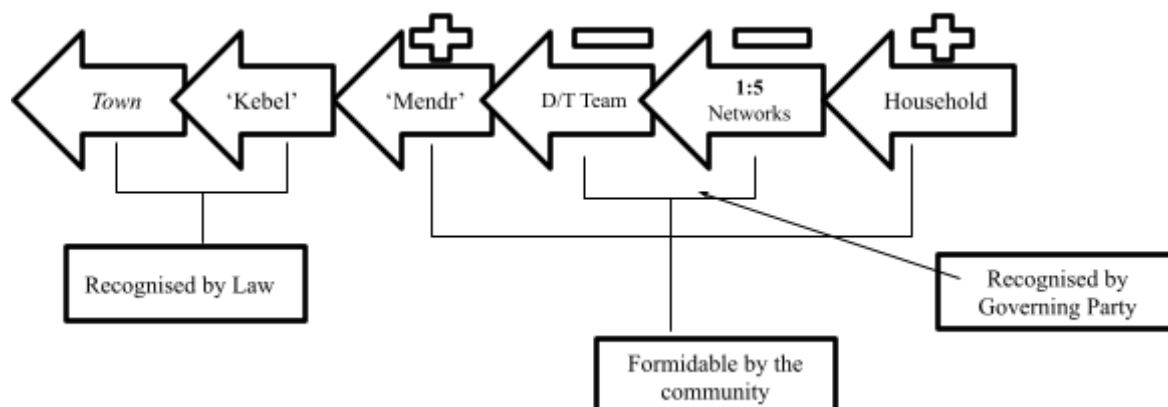 Town
‘Kebel’
‘Mendr’
D/T Team
1:5
Networks
Household
Recognised by Law
Recognised by
Governing Party
Formidable by the
community